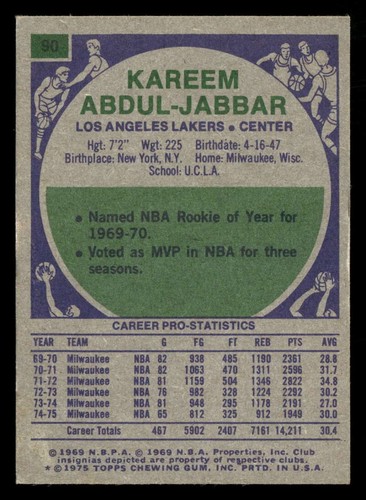 90
KAREEM
ABDUL-JABBAR
LOS ANGELES LAKERS • CENTER
Hgt: 7'2" Wgt: 225 Birthdate: 4-16-47
Birthplace: New York, N.Y. Home: Milwaukee, Wisc.
School: U.C.L.A.
• Named NBA Rookie of Year for
1969-70.
• Voted as MVP in NBA for three
seasons.
CAREER PRO-STATISTICS
YEAR TEAM G FG FT REB PTS AVG
69-70 Milwaukee NBA 82 938 485 1190 2361 28.8
70-71 Milwaukee NBA 82 1063 470 1311 2596 31.7
71-72 Milwaukee NBA 81 1159 504 1346 2822 34.8
72-73 Milwaukee NBA 76 982 328 1224 2292 30.2
73-74 Milwaukee NBA 81 948 295 1178 2191 27.0
74-75 Milwaukee NBA 65 812 325 912 1949 30.0
Career Totals 467 5902 2407 7161 14,211 30.4
© 1969 N.B.P.A. © 1969 N.B.A. Properties, Inc. Club
insignias depicted are property of respective clubs.
* © 1975 TOPPS CHEWING GUM, INC. PRTD. IN U.S.A.